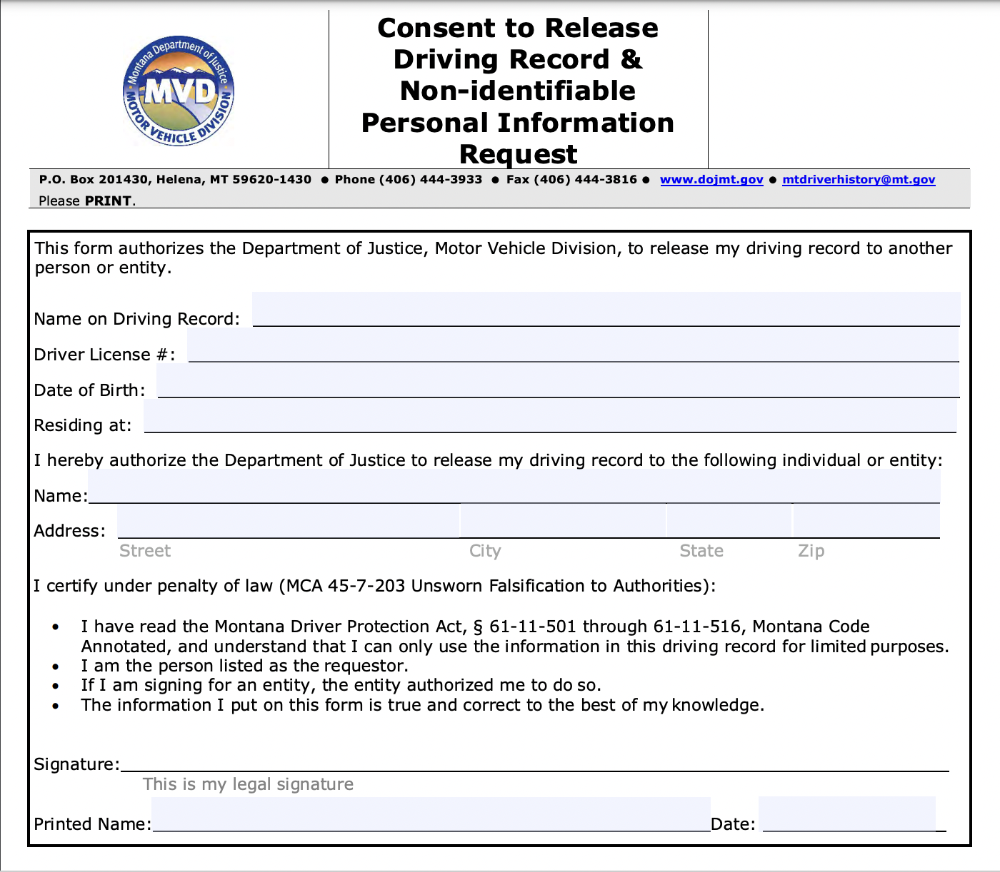 Montana Department of Justice
MVD
MOTOR VEHICLE DIVISION
Consent to Release
Driving Record &
Non-identifiable
Personal Information
Request
P.O. Box 201430, Helena, MT 59620-1430 ● Phone (406) 444-3933 ● Fax (406) 444-3816 ● www.dojmt.gov ● mtdriverhistory@mt.gov
Please PRINT.
This form authorizes the Department of Justice, Motor Vehicle Division, to release my driving record to another
person or entity.
Name on Driving Record:
Driver License #:
Date of Birth:
Residing at:
I hereby authorize the Department of Justice to release my driving record to the following individual or entity:
Name:
Address:
Street City State Zip
I certify under penalty of law (MCA 45-7-203 Unsworn Falsification to Authorities):
• I have read the Montana Driver Protection Act, § 61-11-501 through 61-11-516, Montana Code
Annotated, and understand that I can only use the information in this driving record for limited purposes.
• I am the person listed as the requestor.
• If I am signing for an entity, the entity authorized me to do so.
• The information I put on this form is true and correct to the best of my knowledge.
Signature:
This is my legal signature
Printed Name: Date: